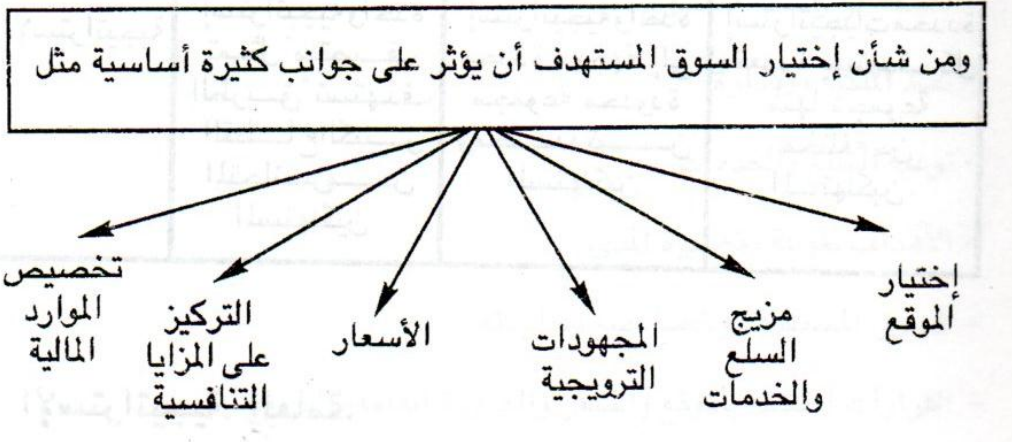 ومن شأن إختيار السوق المستهدف أن يؤثر على جوانب كثيرة أساسية مثل
إختيار
الموقع
مزيج
السلع
والخدمات
المجهودات
الترويجية
الأسعار
التركيز
على المزايا
التنافسية
تخصيص
الموارد
المالية